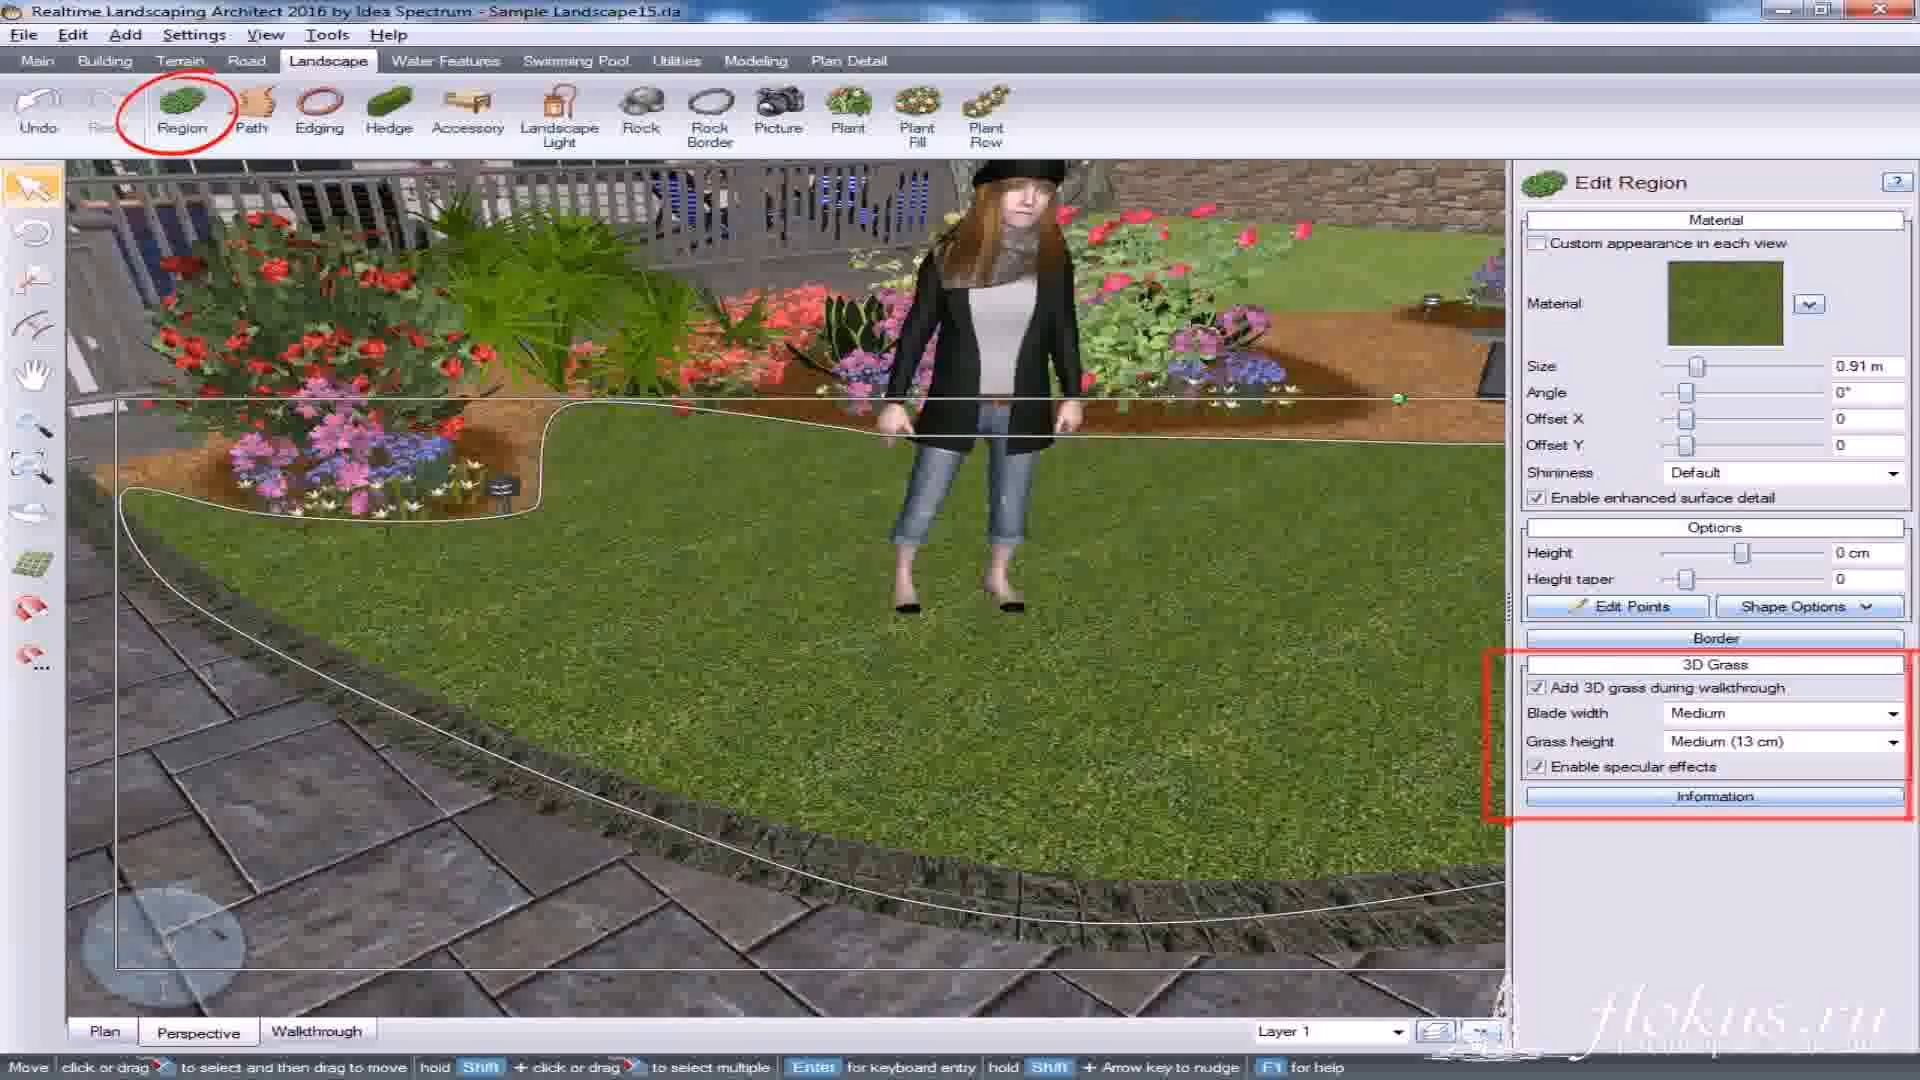 Realtime Landscaping Architect 2016 by Idea Spectrum - Sample Landscape15.da
File Edit Add Settings View Tools Help
Main Building Terrain Road Landscape Water Features Swimming Pool Utilities Modeling Plan Detail
Undo
Region
Path
Edging
Hedge
Accessory
Landscape Light
Rock
Rock Border
Picture
Plant
Plant Fill
Plant Row
Edit Region
?
Material
Custom appearance in each view
Material
Size 0.91 m
Angle 0°
Offset X 0
Offset Y 0
Shininess Default
Enable enhanced surface detail
Options
Height 0 cm
Height taper 0
Edit Points Shape Options
Border
3D Grass
Add 3D grass during walkthrough
Blade width Medium
Grass height Medium (13 cm)
Enable specular effects
Information
flokus.ru
Plan Perspective Walkthrough
Layer 1
Move click or drag to select and then drag to move hold Shift + click or drag to select multiple Enter for keyboard entry hold Shift + Arrow key to nudge F1 for help